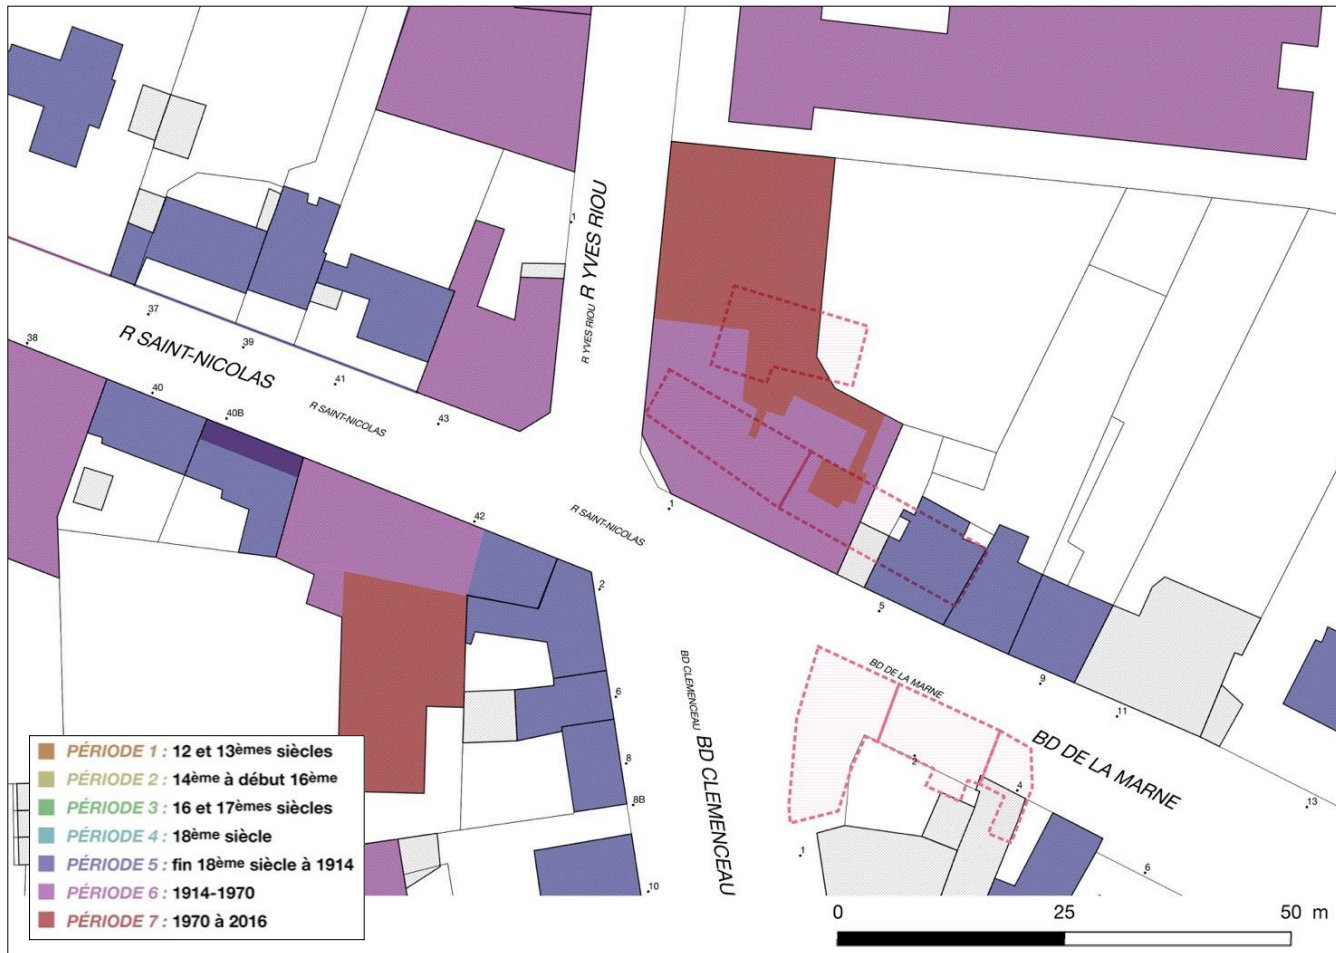 1
R YVES RIOU
R YVES RIOU
37
38
R SAINT-NICOLAS
39
40
41
R SAINT-NICOLAS
40B
43
1
42
R SAINT-NICOLAS
2
5
BD CLEMENCEAU
BD CLEMENCEAU
BD DE LA MARNE
BD DE LA MARNE
6
9
11
2
4
8
8B
13
1
6
10
PÉRIODE 1 : 12 et 13èmes siècles
PÉRIODE 2 : 14ème à début 16ème
PÉRIODE 3 : 16 et 17èmes siècles
PÉRIODE 4 : 18ème siècle
PÉRIODE 5 : fin 18ème siècle à 1914
PÉRIODE 6 : 1914-1970
PÉRIODE 7 : 1970 à 2016
0 25 50 m